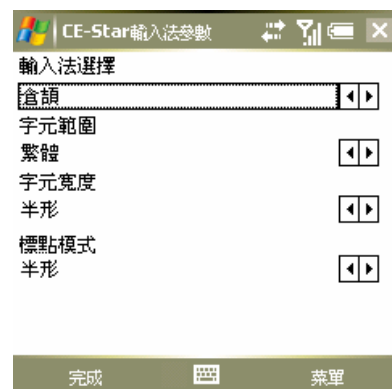 CE-Star輸入法參數
輸入法選擇
倉頡
字元範圍
繁體
字元寬度
半形
標點模式
半形
完成
菜單